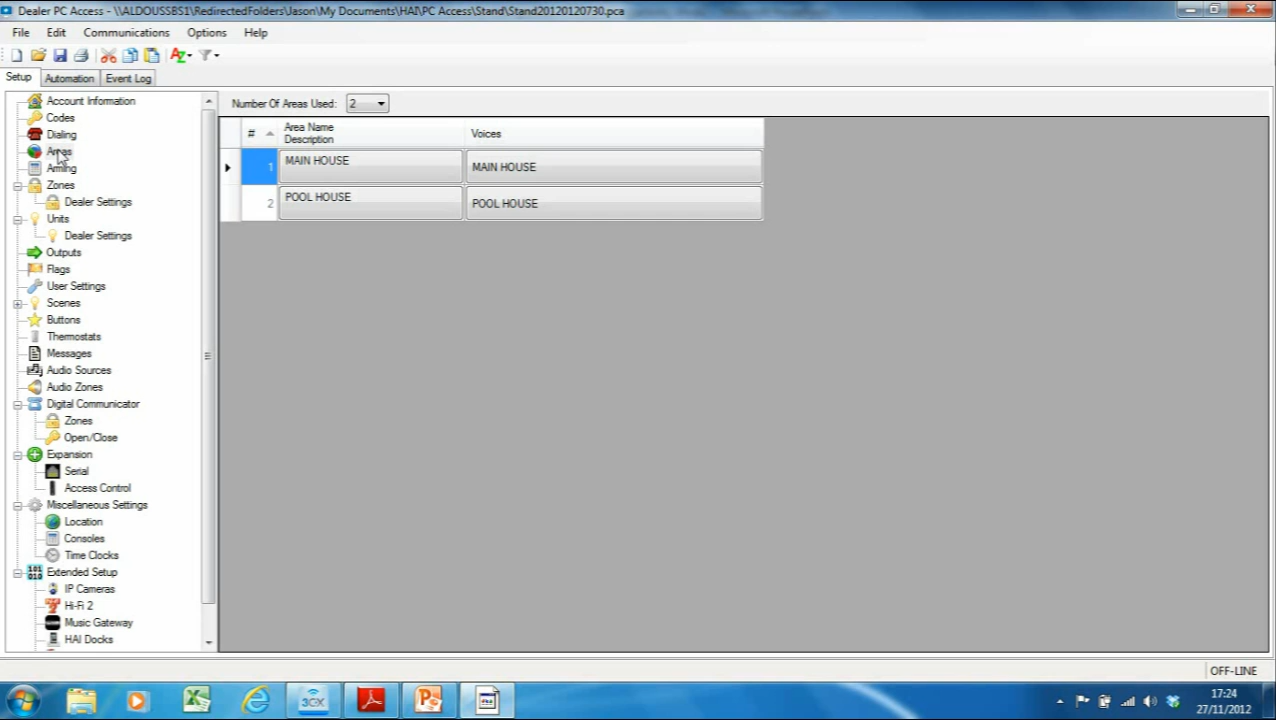 Dealer PC Access - \\ALDOUSSBS1\RedirectedFolders\Jason\My Documents\HAI\PC Access\Stand\Stand20120120730.pca
File Edit Communications Options Help
Setup Automation Event Log
Account Information
Codes
Dialing
Areas
Arming
Zones
Dealer Settings
Units
Dealer Settings
Outputs
Flags
User Settings
Scenes
Buttons
Thermostats
Messages
Audio Sources
Audio Zones
Digital Communicator
Zones
Open/Close
Expansion
Serial
Access Control
Miscellaneous Settings
Location
Consoles
Time Clocks
Extended Setup
IP Cameras
Hi-Fi 2
Music Gateway
HAI Docks
Number Of Areas Used: 2
# Area Name Description Voices
1 MAIN HOUSE MAIN HOUSE
2 POOL HOUSE POOL HOUSE
OFF-LINE
3CX
17:24
27/11/2012